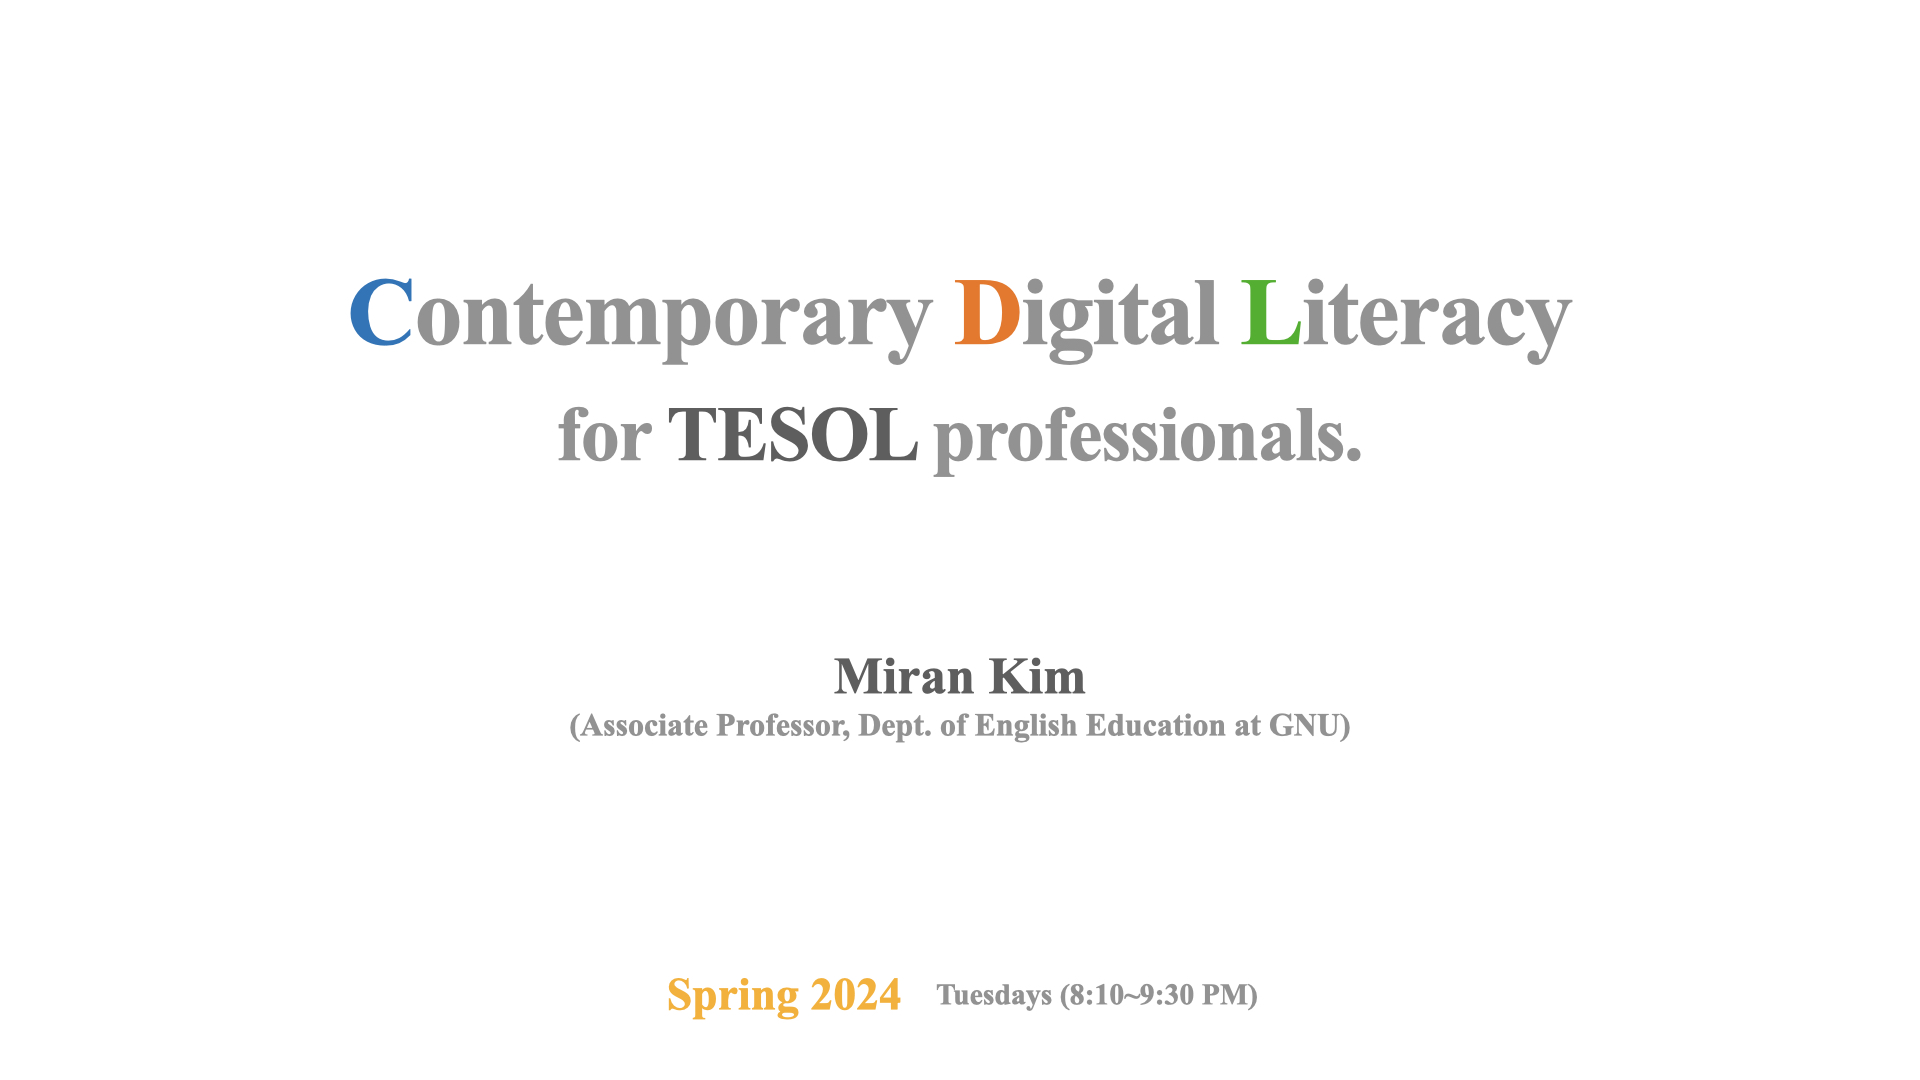 Contemporary Digital Literacy
for TESOL professionals.
Miran Kim
(Associate Professor, Dept. of English Education at GNU)
Spring 2024 Tuesdays (8:10~9:30 PM)